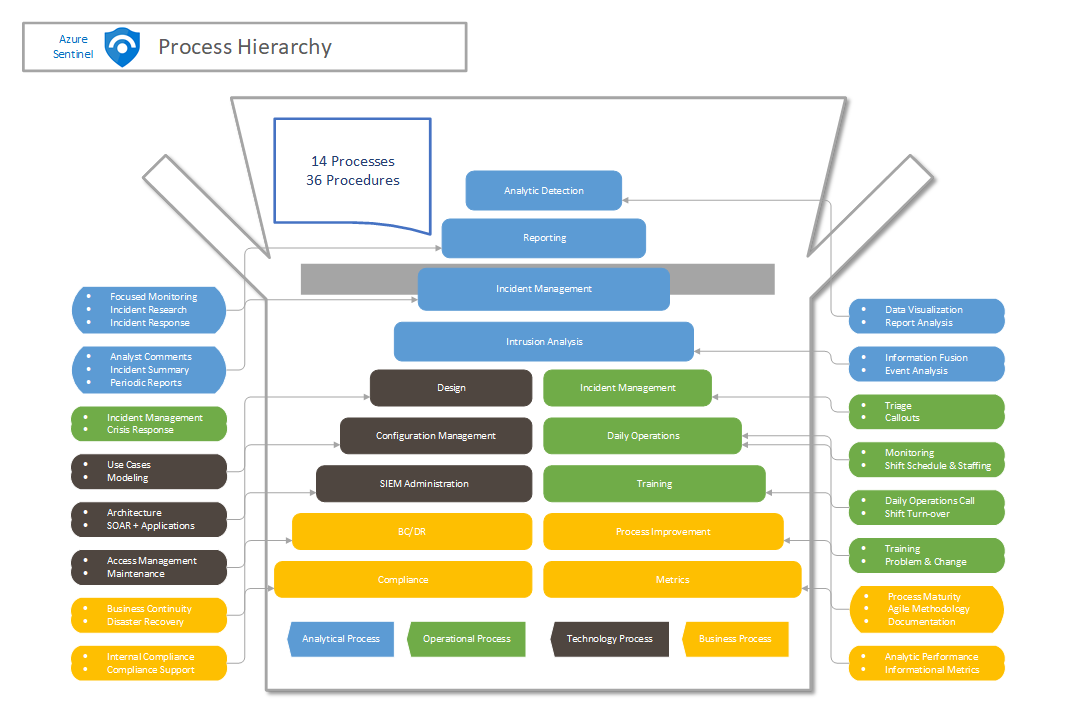 Azure
Sentinel
Process Hierarchy
14 Processes
36 Procedures
Analytic Detection
Reporting
Incident Management
Intrusion Analysis
Design
Incident Management
Configuration Management
Daily Operations
SIEM Administration
Training
BC/DR
Process Improvement
Compliance
Metrics
Analytical Process
Operational Process
Technology Process
Business Process
• Focused Monitoring
• Incident Research
• Incident Response
• Analyst Comments
• Incident Summary
• Periodic Reports
• Incident Management
• Crisis Response
• Use Cases
• Modeling
• Architecture
• SOAR + Applications
• Access Management
• Maintenance
• Business Continuity
• Disaster Recovery
• Internal Compliance
• Compliance Support
• Data Visualization
• Report Analysis
• Information Fusion
• Event Analysis
• Triage
• Callouts
• Monitoring
• Shift Schedule & Staffing
• Daily Operations Call
• Shift Turn-over
• Training
• Problem & Change
• Process Maturity
• Agile Methodology
• Documentation
• Analytic Performance
• Informational Metrics